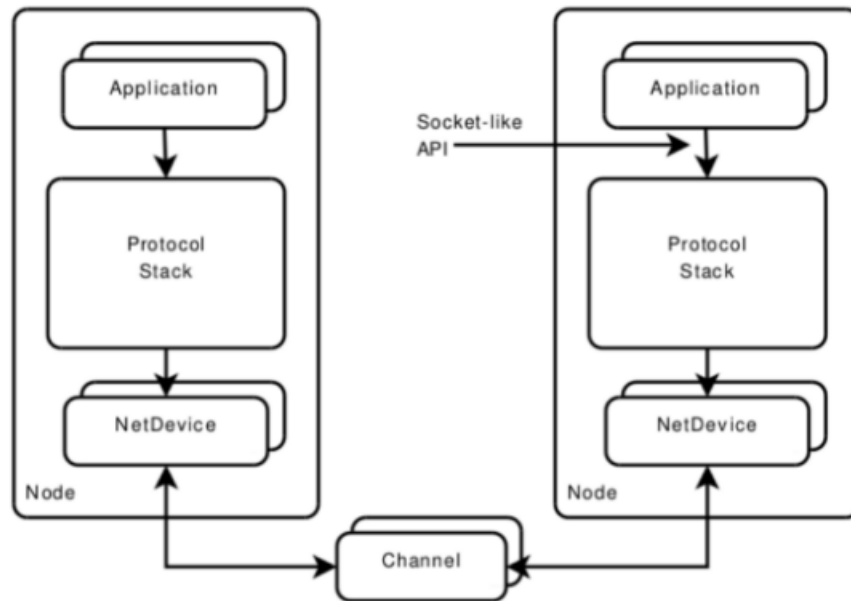 Application
Application
Socket-like
API
Protocol
Stack
Protocol
Stack
NetDevice
NetDevice
Node
Node
Channel